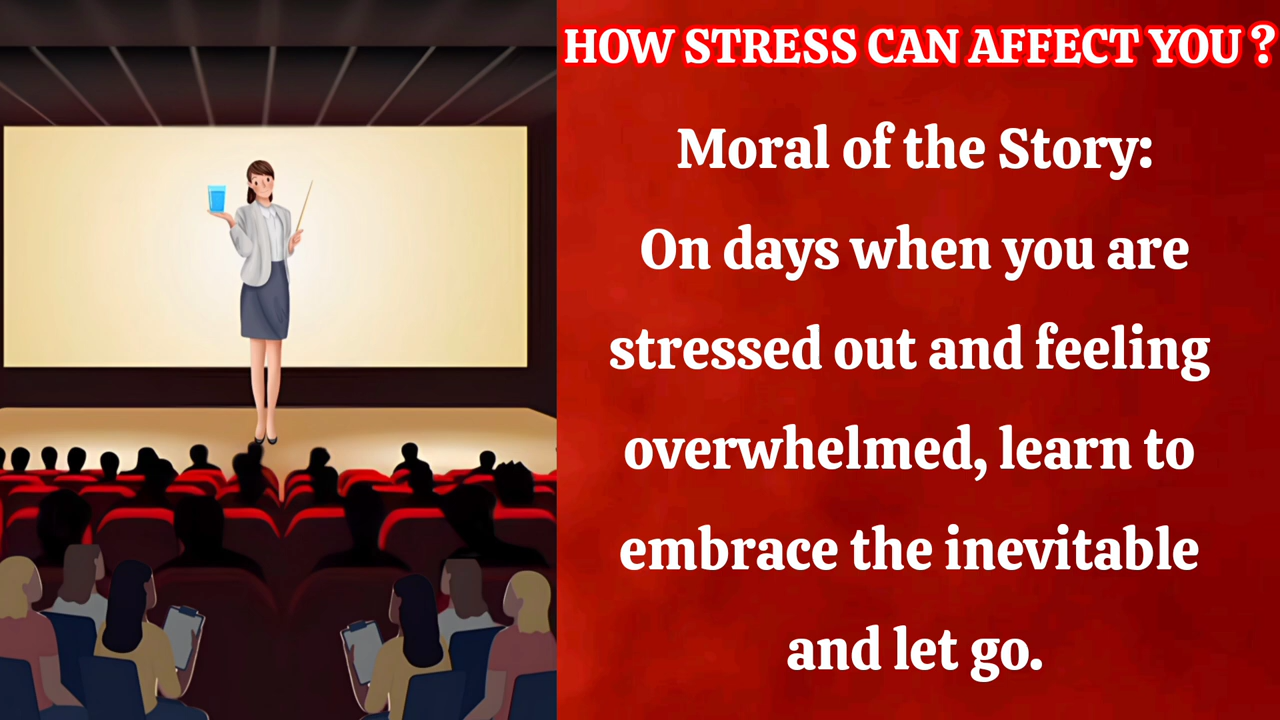 HOW STRESS CAN AFFECT YOU ?
Moral of the Story:
On days when you are
stressed out and feeling
overwhelmed, learn to
embrace the inevitable
and let go.